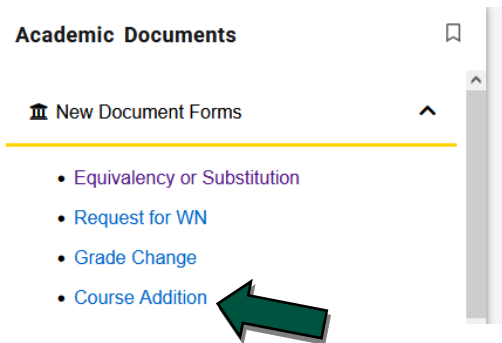 Academic Documents
New Document Forms
Equivalency or Substitution
Request for WN
Grade Change
Course Addition